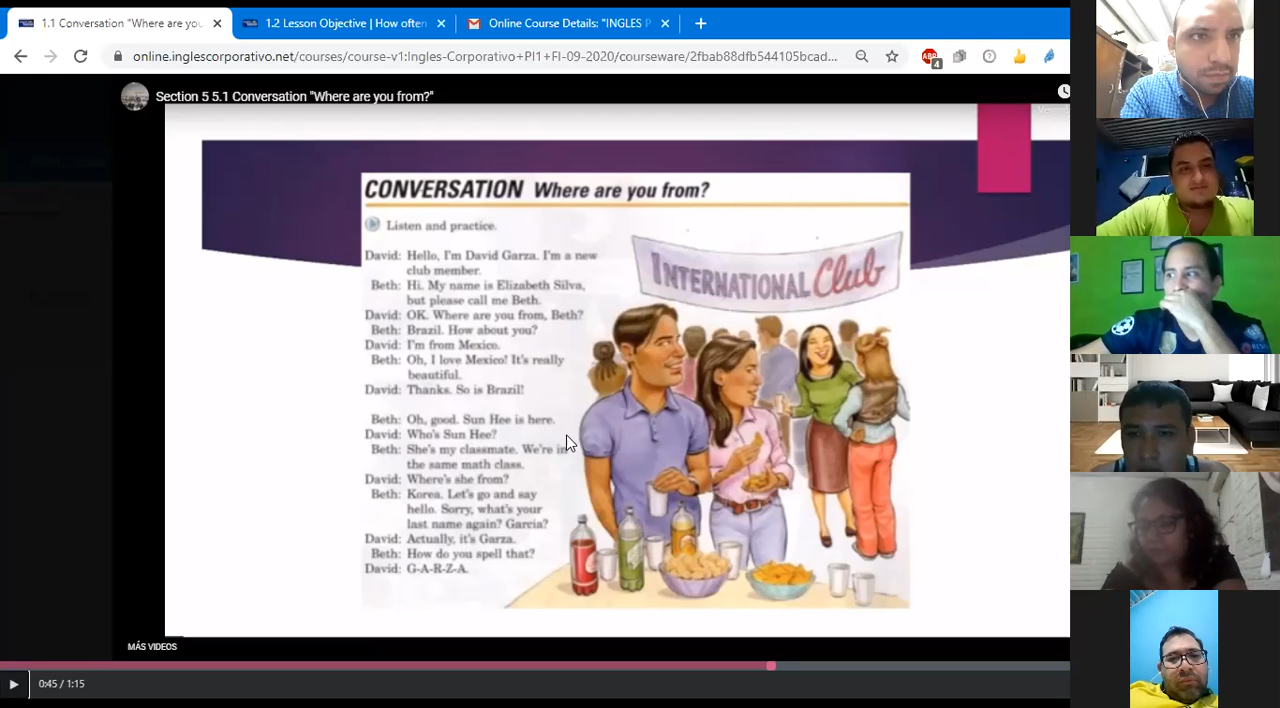 1.1 Conversation "Where are you
1.2 Lesson Objective | How often
Online Course Details: "INGLES P
online.inglescorporativo.net/courses/course-v1:Ingles-Corporativo+PI1+FI-09-2020/courseware/2fbab88dfb544105bcad...
ABP
4
Section 5 5.1 Conversation "Where are you from?"
CONVERSATION Where are you from?
Listen and practice.
David: Hello, I'm David Garza. I'm a new
club member.
Beth: Hi. My name is Elizabeth Silva,
but please call me Beth.
David: OK. Where are you from, Beth?
Beth: Brazil. How about you?
David: I'm from Mexico.
Beth: Oh, I love Mexico! It's really
beautiful.
David: Thanks. So is Brazil!
Beth: Oh, good. Sun Hee is here.
David: Who's Sun Hee?
Beth: She's my classmate. We're in
the same math class.
David: Where's she from?
Beth: Korea. Let's go and say
hello. Sorry, what's your
last name again? Garcia?
David: Actually, it's Garza.
Beth: How do you spell that?
David: G-A-R-Z-A.
INTERNATIONAL Club
MÁS VIDEOS
0:45 / 1:15